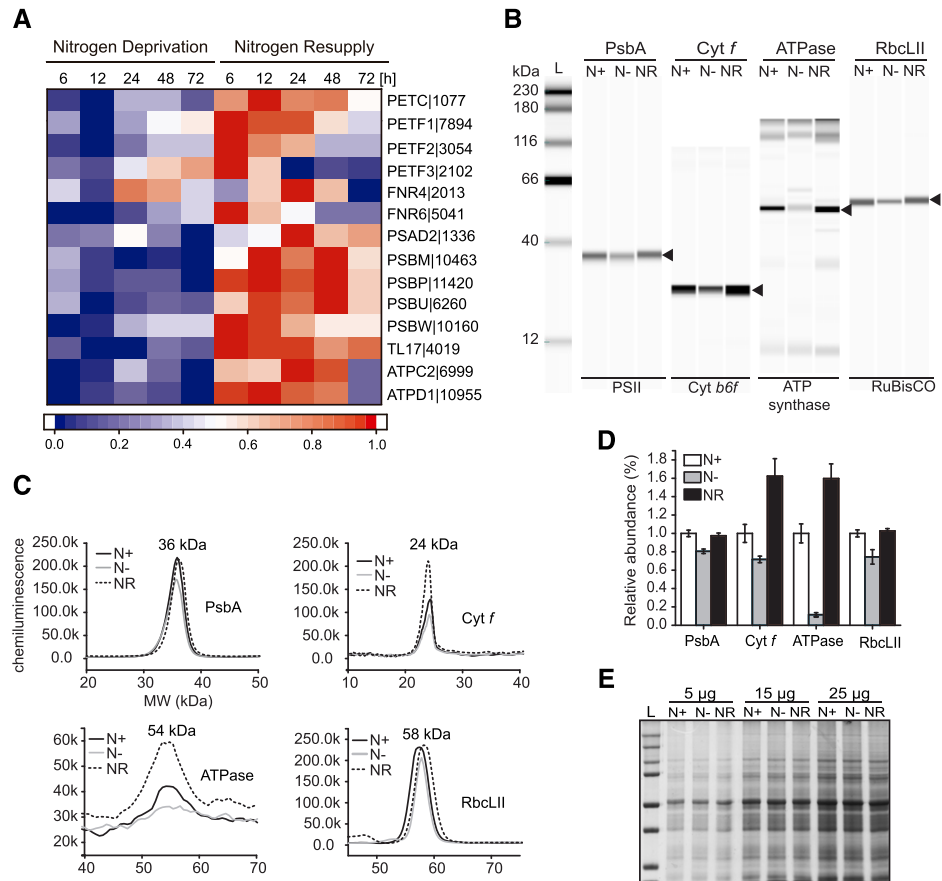 A
Nitrogen Deprivation Nitrogen Resupply
6 12 24 48 72 6 12 24 48 72 [h]
PETC|1077
PETF1|7894
PETF2|3054
PETF3|2102
FNR4|2013
FNR6|5041
PSAD2|1336
PSBM|10463
PSBP|11420
PSBU|6260
PSBW|10160
TL17|4019
ATPC2|6999
ATPD1|10955
0.0 0.2 0.4 0.6 0.8 1.0
B
PsbA Cyt f ATPase RbcLII
kDa L N+ N- NR N+ N- NR N+ N- NR N+ N- NR
230
180
116
66
40
12
PSII Cyt b6f ATP synthase RuBisCO
C
chemiluminescence
250.0k
200.0k
150.0k
100.0k
50.0k
0.0
36 kDa
N+
N-
NR
PsbA
20 30 40 50
MW (kDa)
250.0k
200.0k
150.0k
100.0k
50.0k
0.0
24 kDa
N+
N-
NR
Cyt f
10 20 30 40
60k
50k
40k
30k
20k
54 kDa
N+
N-
NR
ATPase
40 50 60 70
250.0k
200.0k
150.0k
100.0k
50.0k
0.0
58 kDa
N+
N-
NR
RbcLII
50 60 70
D
Relative abundance (%)
1.8
1.6
1.4
1.2
1.0
0.8
0.6
0.4
0.2
0.0
N+
N-
NR
PsbA Cyt f ATPase RbcLII
E
5 µg 15 µg 25 µg
L N+ N- NR N+ N- NR N+ N- NR